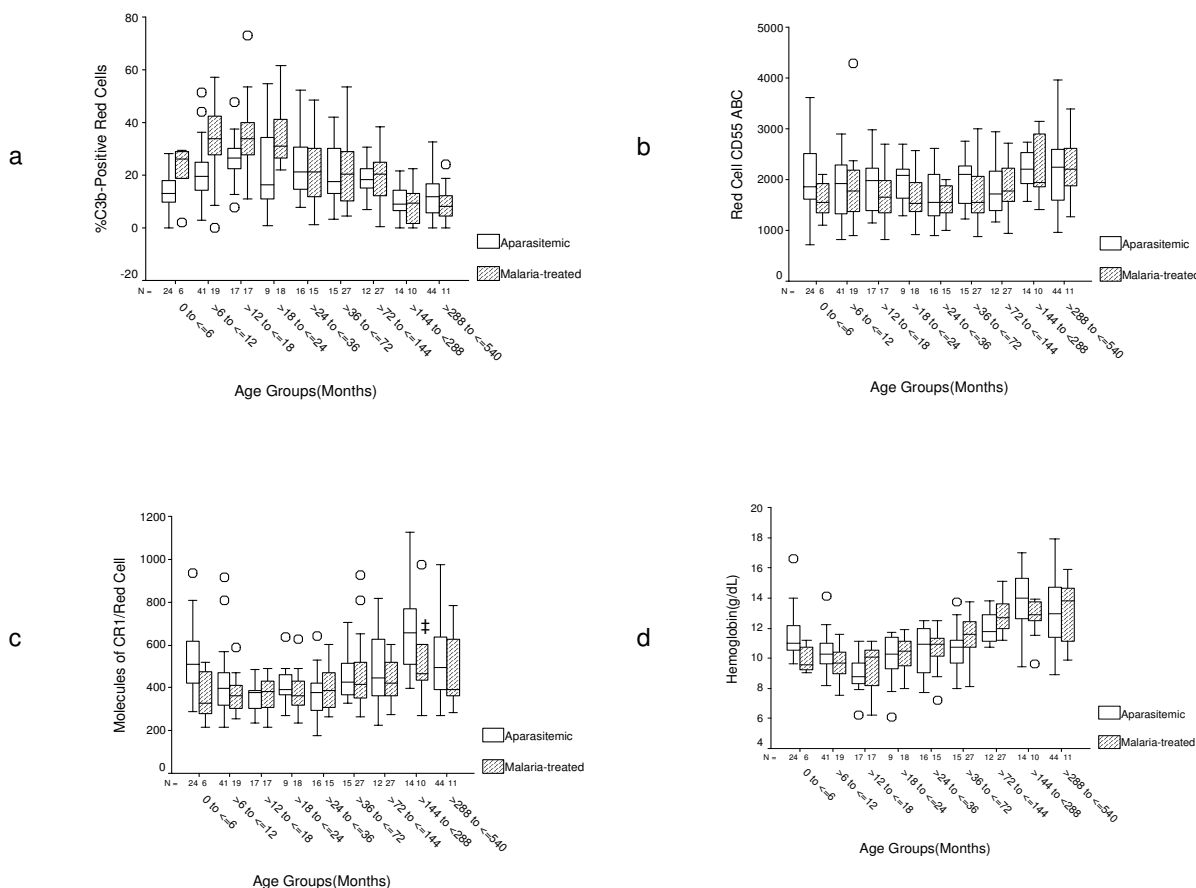 a
%C3b-Positive Red Cells
80
60
40
20
0
-20
N = 24 6 41 19 17 17 9 18 16 15 15 27 12 27 14 10 44 11
0 to <=6
>6 to <=12
>12 to <=18
>18 to <=24
>24 to <=36
>36 to <=72
>72 to <=144
>144 to <288
>288 to <=540
Age Groups(Months)
Aparasitemic
Malaria-treated
b
Red Cell CD55 ABC
5000
4000
3000
2000
1000
0
N = 24 6 41 19 17 17 9 18 16 15 15 27 12 27 14 10 44 11
0 to <=6
>6 to <=12
>12 to <=18
>18 to <=24
>24 to <=36
>36 to <=72
>72 to <=144
>144 to <288
>288 to <=540
Age Groups(Months)
Aparasitemic
Malaria-treated
c
Molecules of CR1/Red Cell
1200
1000
800
600
400
200
0
‡
N = 24 6 41 19 17 17 9 18 16 15 15 27 12 27 14 10 44 11
0 to <=6
>6 to <=12
>12 to <=18
>18 to <=24
>24 to <=36
>36 to <=72
>72 to <=144
>144 to <288
>288 to <=540
Age Groups(Months)
Aparasitemic
Malaria-treated
d
Hemoglobin(g/dL)
20
18
16
14
12
10
8
6
4
N = 24 6 41 19 17 17 9 18 16 15 15 27 12 27 14 10 44 11
0 to <=6
>6 to <=12
>12 to <=18
>18 to <=24
>24 to <=36
>36 to <=72
>72 to <=144
>144 to <288
>288 to <=540
Age Groups(Months)
Aparasitemic
Malaria-treated